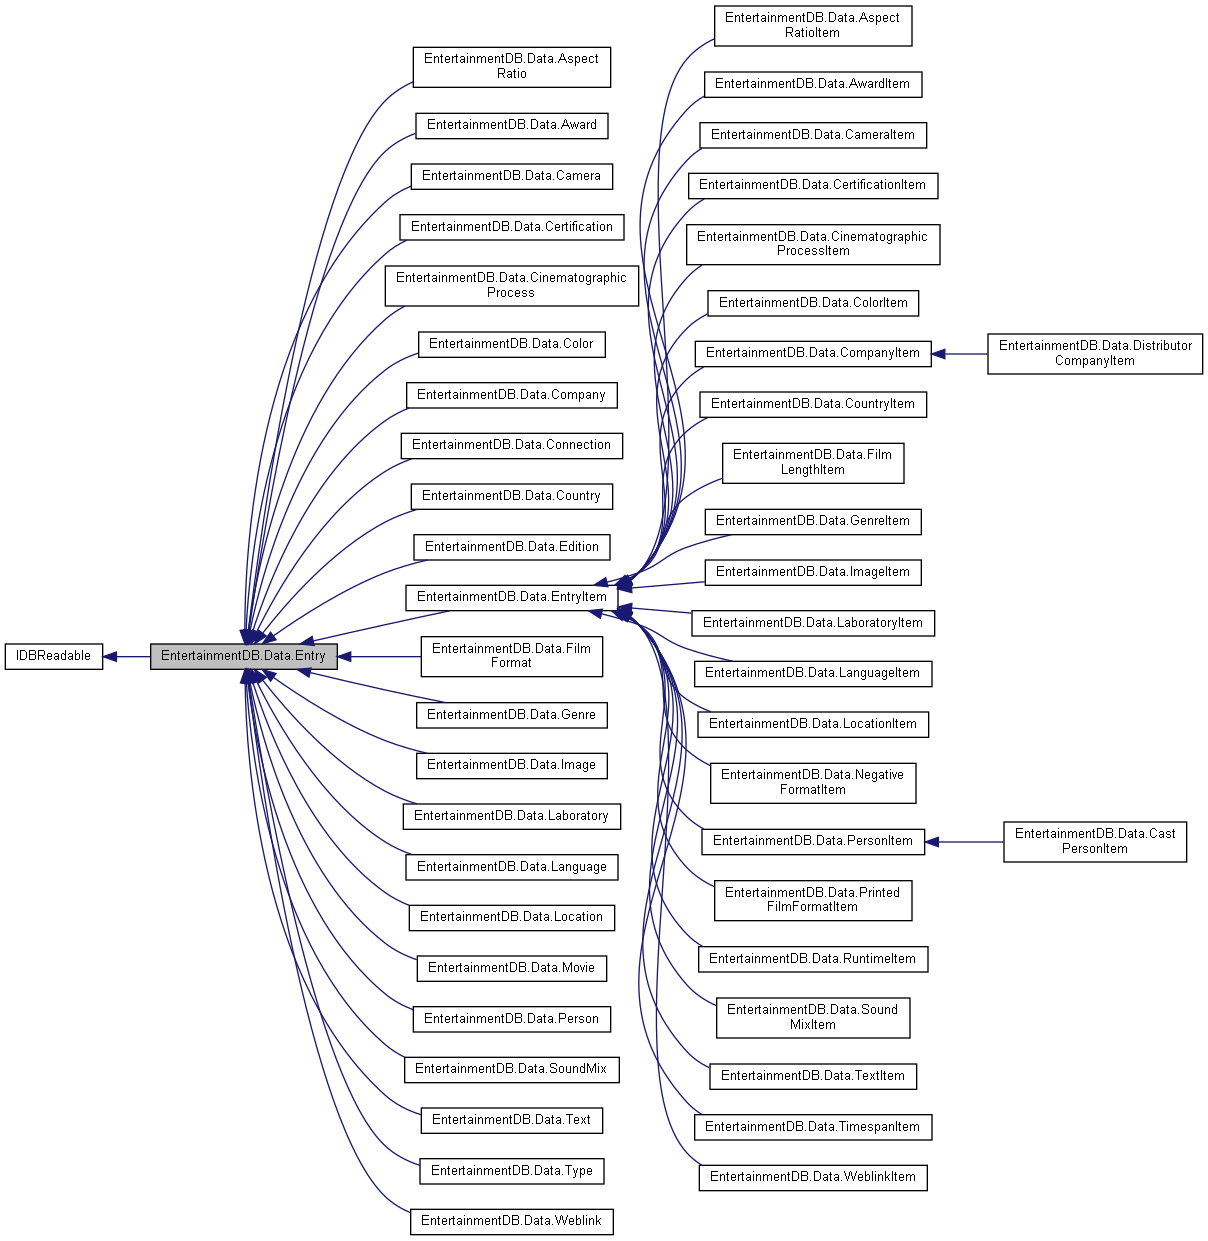 IDBReadable
EntertainmentDB.Data.Entry
EntertainmentDB.Data.Aspect
Ratio
EntertainmentDB.Data.Award
EntertainmentDB.Data.Camera
EntertainmentDB.Data.Certification
EntertainmentDB.Data.Cinematographic
Process
EntertainmentDB.Data.Color
EntertainmentDB.Data.Company
EntertainmentDB.Data.Connection
EntertainmentDB.Data.Country
EntertainmentDB.Data.Edition
EntertainmentDB.Data.EntryItem
EntertainmentDB.Data.Film
Format
EntertainmentDB.Data.Genre
EntertainmentDB.Data.Image
EntertainmentDB.Data.Laboratory
EntertainmentDB.Data.Language
EntertainmentDB.Data.Location
EntertainmentDB.Data.Movie
EntertainmentDB.Data.Person
EntertainmentDB.Data.SoundMix
EntertainmentDB.Data.Text
EntertainmentDB.Data.Type
EntertainmentDB.Data.Weblink
EntertainmentDB.Data.Aspect
RatioItem
EntertainmentDB.Data.AwardItem
EntertainmentDB.Data.CameraItem
EntertainmentDB.Data.CertificationItem
EntertainmentDB.Data.Cinematographic
ProcessItem
EntertainmentDB.Data.ColorItem
EntertainmentDB.Data.CompanyItem
EntertainmentDB.Data.CountryItem
EntertainmentDB.Data.Film
LengthItem
EntertainmentDB.Data.GenreItem
EntertainmentDB.Data.ImageItem
EntertainmentDB.Data.LaboratoryItem
EntertainmentDB.Data.LanguageItem
EntertainmentDB.Data.LocationItem
EntertainmentDB.Data.Negative
FormatItem
EntertainmentDB.Data.PersonItem
EntertainmentDB.Data.Printed
FilmFormatItem
EntertainmentDB.Data.RuntimeItem
EntertainmentDB.Data.Sound
MixItem
EntertainmentDB.Data.TextItem
EntertainmentDB.Data.TimespanItem
EntertainmentDB.Data.WeblinkItem
EntertainmentDB.Data.Distributor
CompanyItem
EntertainmentDB.Data.Cast
PersonItem